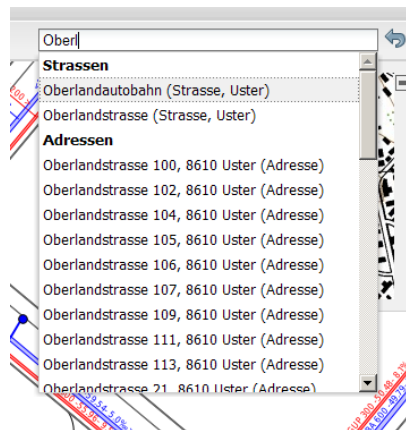 Oberl
Strassen
Oberlandautobahn (Strasse, Uster)
Oberlandstrasse (Strasse, Uster)
Adressen
Oberlandstrasse 100, 8610 Uster (Adresse)
Oberlandstrasse 102, 8610 Uster (Adresse)
Oberlandstrasse 104, 8610 Uster (Adresse)
Oberlandstrasse 105, 8610 Uster (Adresse)
Oberlandstrasse 106, 8610 Uster (Adresse)
Oberlandstrasse 107, 8610 Uster (Adresse)
Oberlandstrasse 109, 8610 Uster (Adresse)
Oberlandstrasse 111, 8610 Uster (Adresse)
Oberlandstrasse 113, 8610 Uster (Adresse)
Oberlandstrasse 21, 8610 Uster (Adresse)